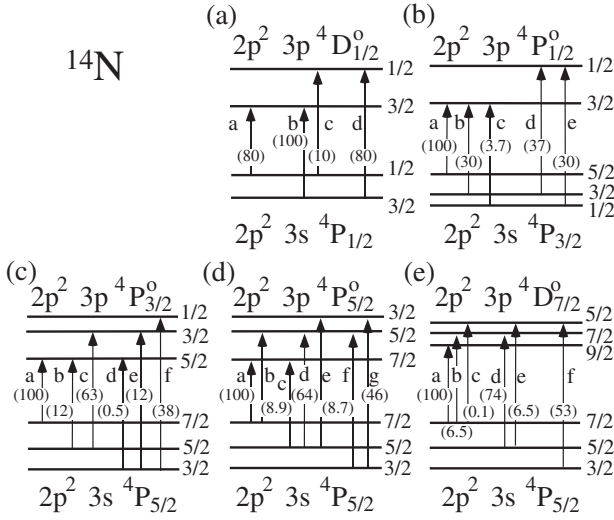 ¹⁴N
(a)
2p² 3p ⁴D°₁/₂
1/2
3/2
a b c d
(100)
(80) (10) (80)
1/2
3/2
2p² 3s ⁴P₁/₂
(b)
2p² 3p ⁴P°₁/₂
1/2
3/2
a b c d e
(100) (3.7) (37)
(30) (30)
5/2
3/2
1/2
2p² 3s ⁴P₃/₂
(c)
2p² 3p ⁴P°₃/₂
1/2
3/2
5/2
a b c d e f
(100) (63) (12)
(12) (0.5) (38)
7/2
5/2
3/2
2p² 3s ⁴P₅/₂
(d)
2p² 3p ⁴P°₅/₂
3/2
5/2
7/2
a b c d e f g
(100) (64) (46)
(8.9) (8.7)
7/2
5/2
3/2
2p² 3s ⁴P₅/₂
(e)
2p² 3p ⁴D°₇/₂
5/2
7/2
9/2
a b c d e f
(74)
(100) (0.1) (6.5) (53)
(6.5)
7/2
5/2
3/2
2p² 3s ⁴P₅/₂